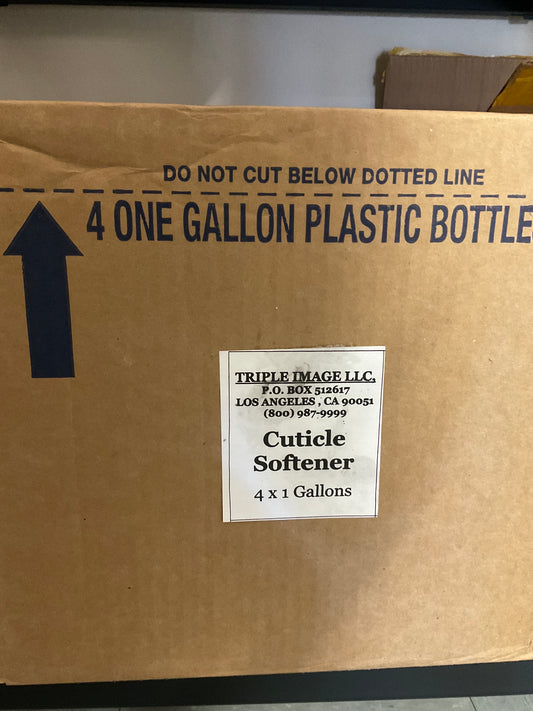 DO NOT CUT BELOW DOTTED LINE
4 ONE GALLON PLASTIC BOTTLES
TRIPLE IMAGE LLC.
P.O. BOX 512617
LOS ANGELES , CA 90051
(800) 987-9999
Cuticle
Softener
4 x 1 Gallons